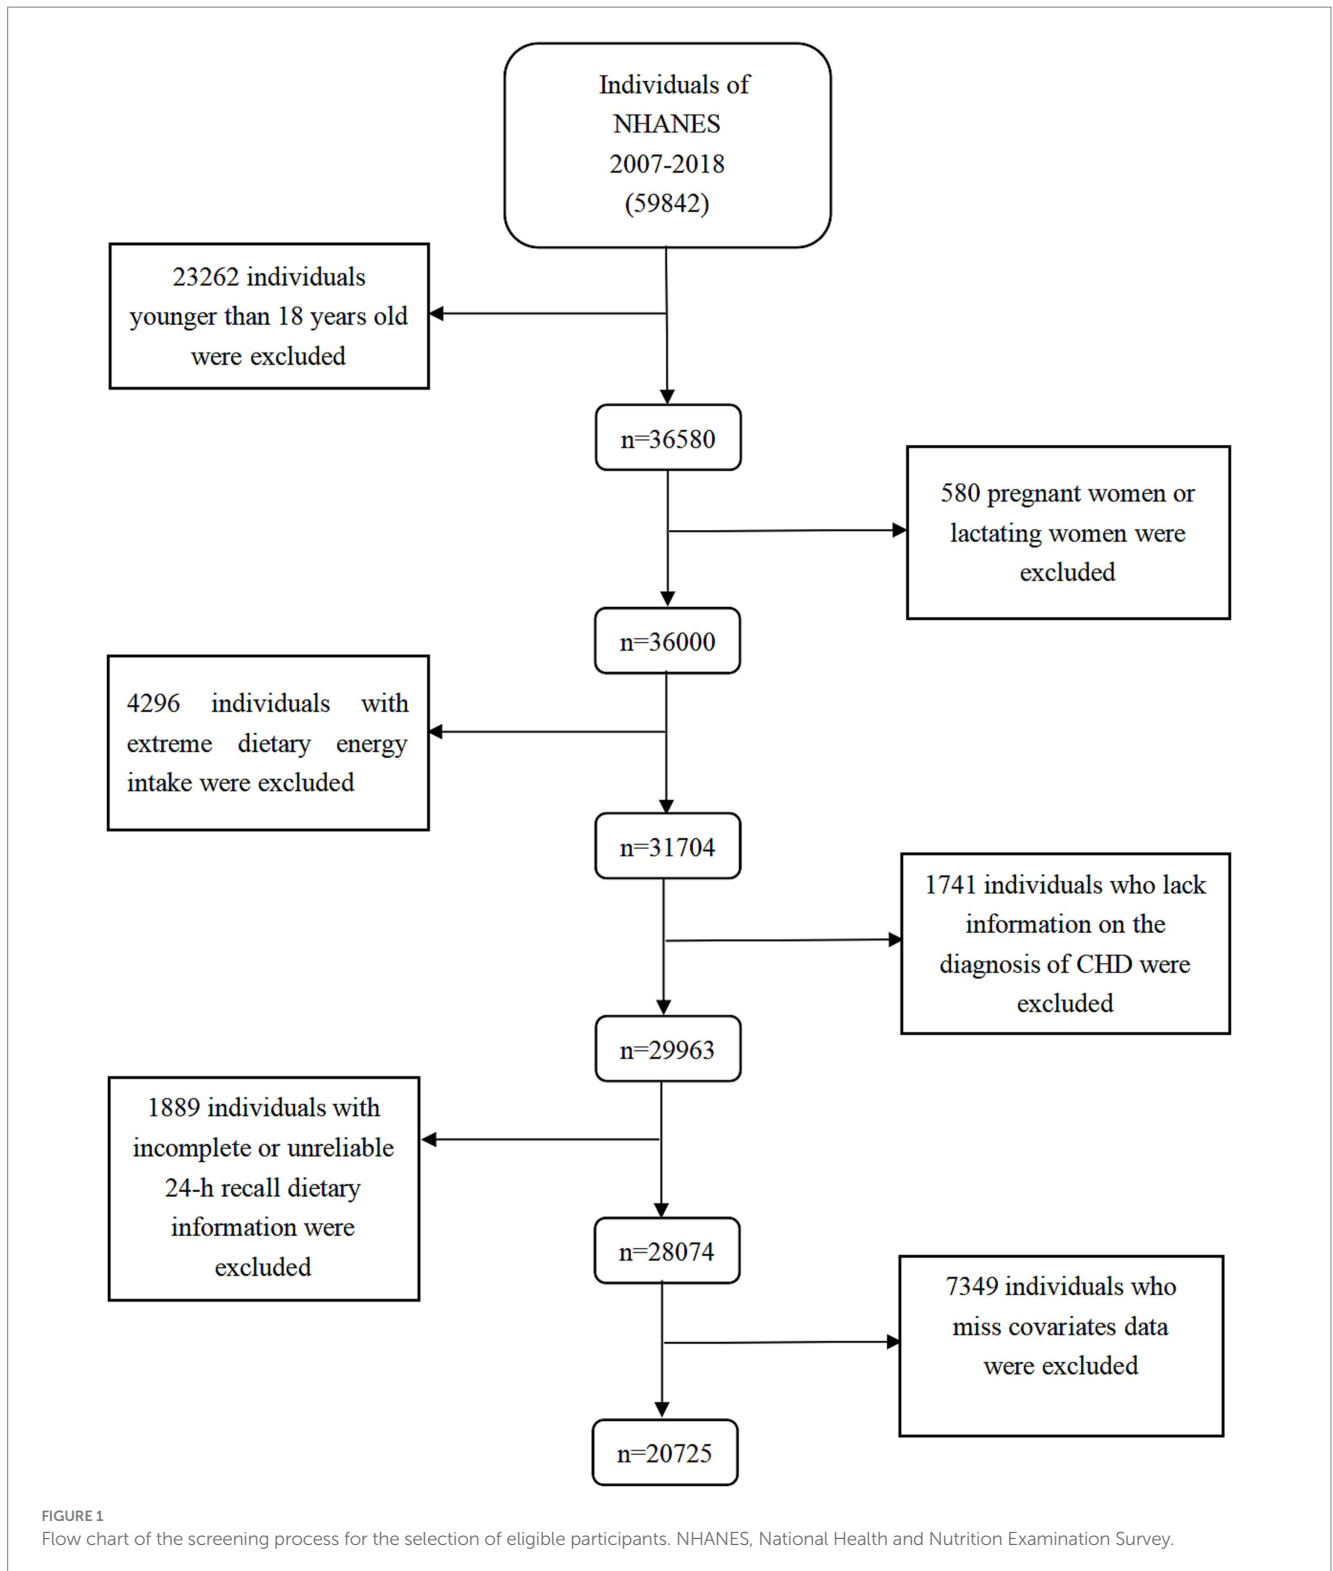 Individuals of
NHANES
2007-2018
(59842)
23262 individuals
younger than 18 years old
were excluded
n=36580
580 pregnant women or
lactating women were
excluded
n=36000
4296 individuals with
extreme dietary energy
intake were excluded
n=31704
1741 individuals who lack
information on the
diagnosis of CHD were
excluded
n=29963
1889 individuals with
incomplete or unreliable
24-h recall dietary
information were
excluded
n=28074
7349 individuals who
miss covariates data
were excluded
n=20725
FIGURE 1
Flow chart of the screening process for the selection of eligible participants. NHANES, National Health and Nutrition Examination Survey.